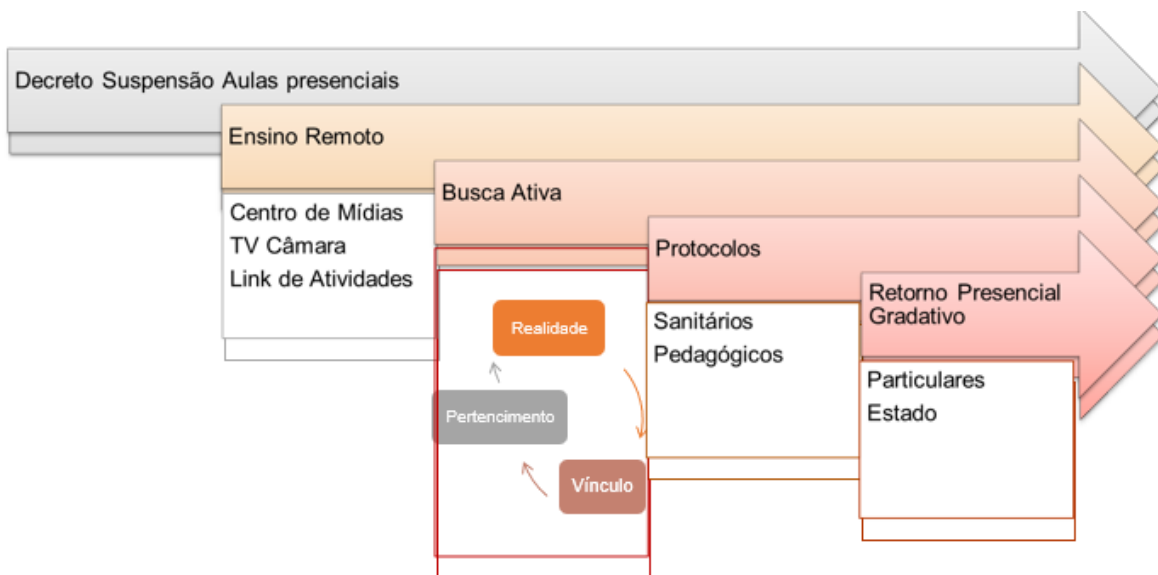 Decreto Suspensão Aulas presenciais
Ensino Remoto
Centro de Mídias
TV Câmara
Link de Atividades
Busca Ativa
Realidade
Vínculo
Pertencimento
Protocolos
Sanitários
Pedagógicos
Retorno Presencial
Gradativo
Particulares
Estado